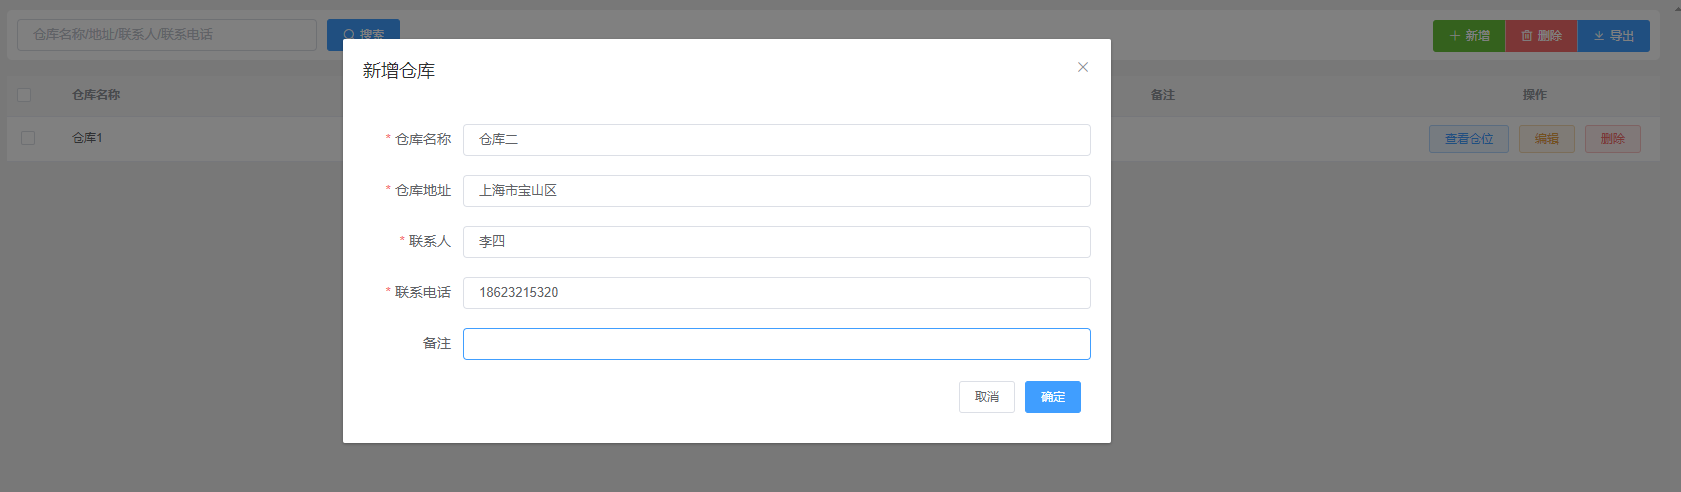 仓库名称/地址/联系人/联系电话
搜索
新增
删除
导出
仓库名称
备注
操作
仓库1
查看仓位
编辑
删除
新增仓库
* 仓库名称 仓库二
* 仓库地址 上海市宝山区
* 联系人 李四
* 联系电话 18623215320
备注
取消
确定